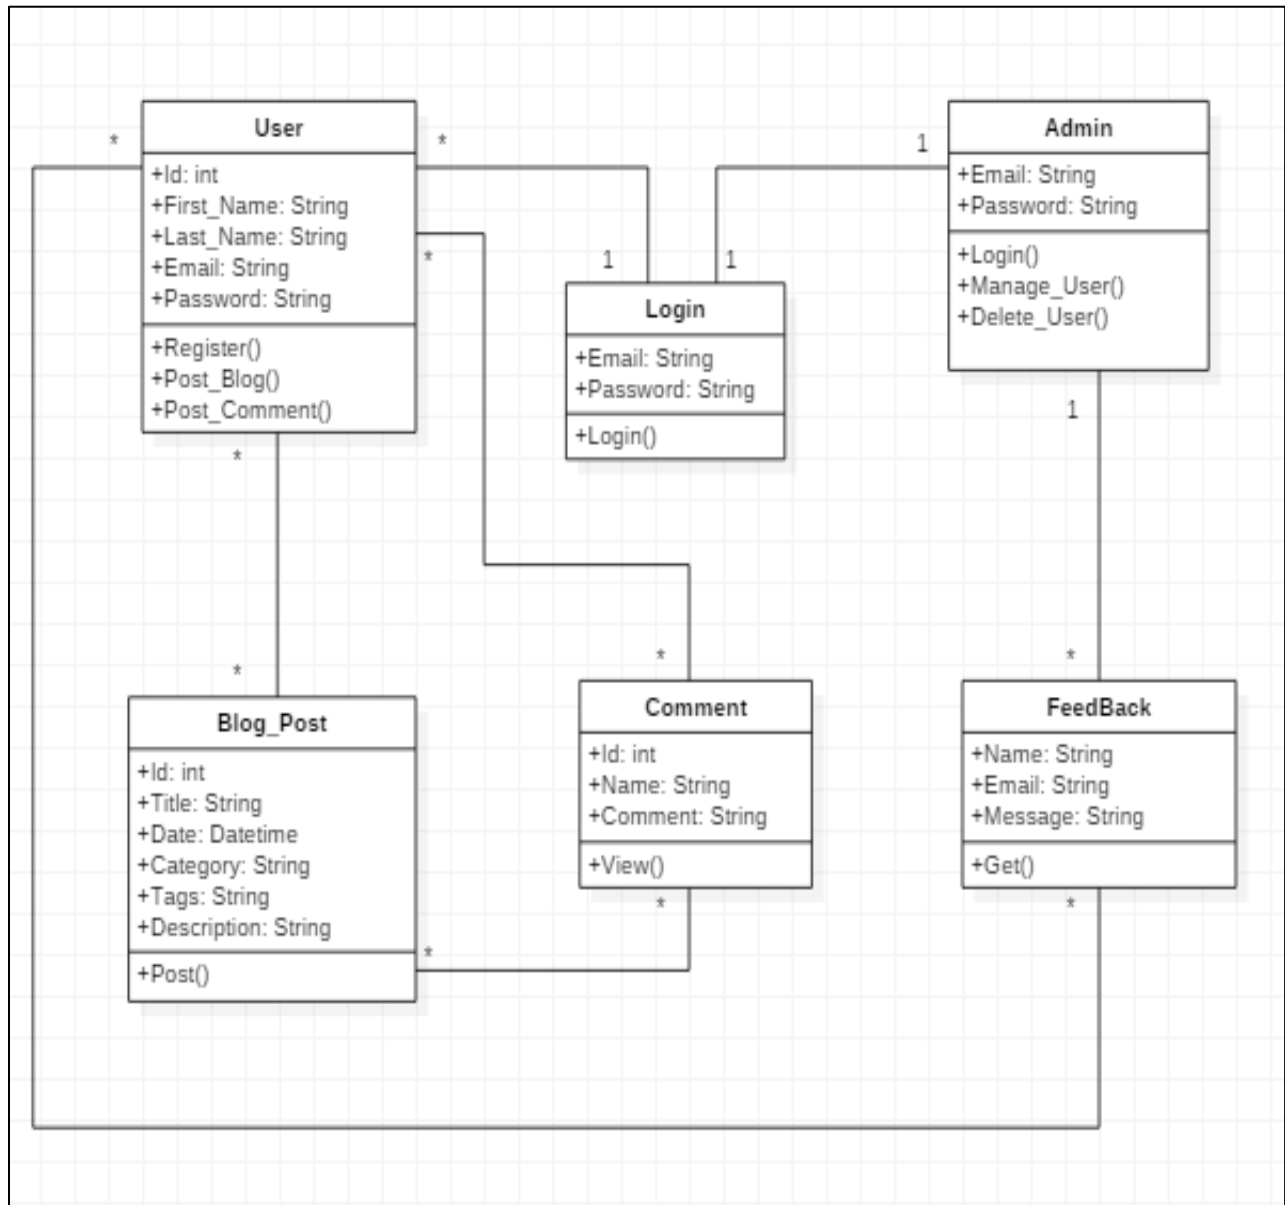 User
+Id: int
+First_Name: String
+Last_Name: String
+Email: String
+Password: String
+Register()
+Post_Blog()
+Post_Comment()
*
*
*
*
Login
+Email: String
+Password: String
+Login()
1
1
Admin
+Email: String
+Password: String
+Login()
+Manage_User()
+Delete_User()
1
1
Blog_Post
+Id: int
+Title: String
+Date: Datetime
+Category: String
+Tags: String
+Description: String
+Post()
*
*
Comment
+Id: int
+Name: String
+Comment: String
+View()
*
*
FeedBack
+Name: String
+Email: String
+Message: String
+Get()
*
*